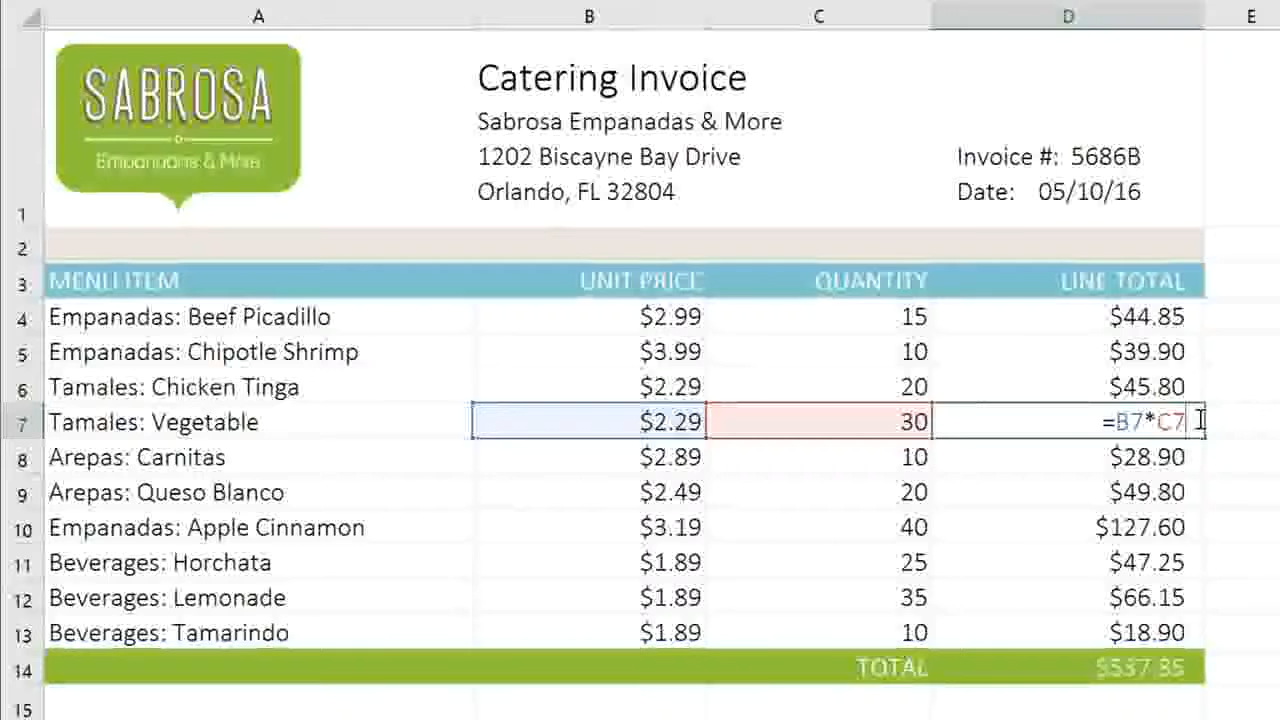 A B C D E
SABROSA
Empanadas & More
Catering Invoice
Sabrosa Empanadas & More
1202 Biscayne Bay Drive
Invoice #: 5686B
Orlando, FL 32804
Date: 05/10/16
1
2
3 MENU ITEM UNIT PRICE QUANTITY LINE TOTAL
4 Empanadas: Beef Picadillo $2.99 15 $44.85
5 Empanadas: Chipotle Shrimp $3.99 10 $39.90
6 Tamales: Chicken Tinga $2.29 20 $45.80
7 Tamales: Vegetable $2.29 30 =B7*C7
8 Arepas: Carnitas $2.89 10 $28.90
9 Arepas: Queso Blanco $2.49 20 $49.80
10 Empanadas: Apple Cinnamon $3.19 40 $127.60
11 Beverages: Horchata $1.89 25 $47.25
12 Beverages: Lemonade $1.89 35 $66.15
13 Beverages: Tamarindo $1.89 10 $18.90
14 TOTAL $537.85
15